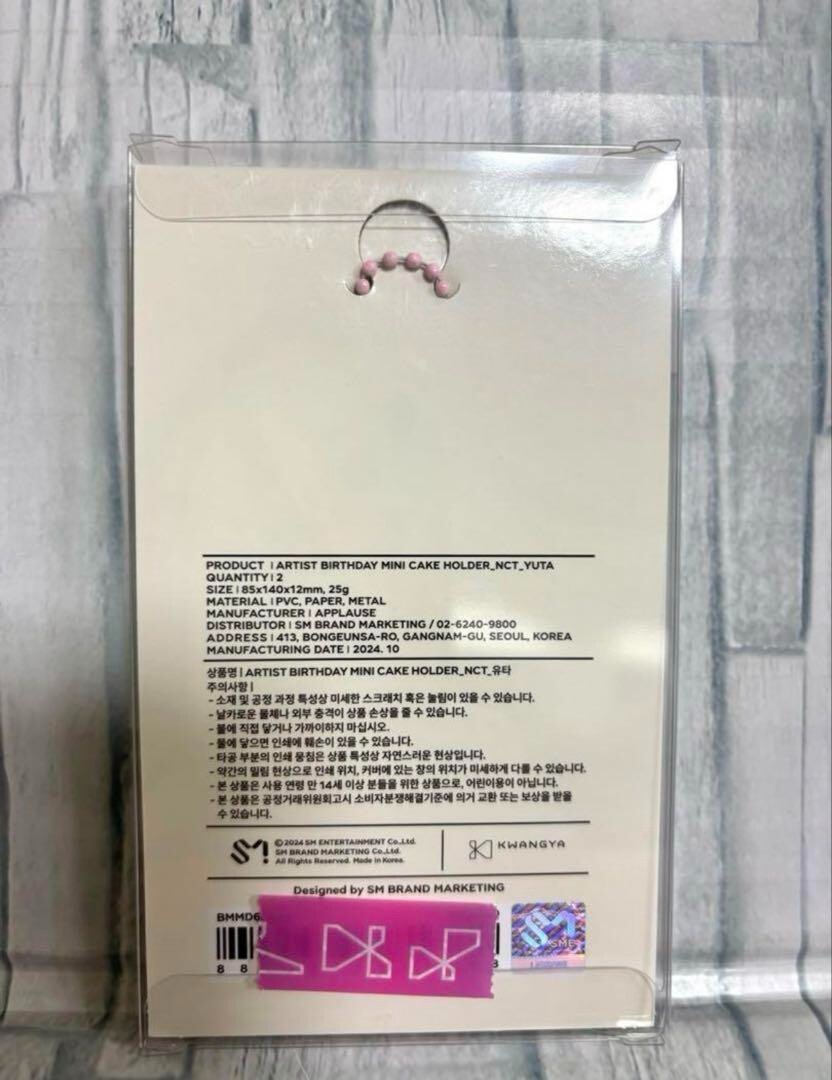 PRODUCT | ARTIST BIRTHDAY MINI CAKE HOLDER_NCT_YUTA
QUANTITY | 2
SIZE | 85x140x12mm, 25g
MATERIAL | PVC, PAPER, METAL
MANUFACTURER | APPLAUSE
DISTRIBUTOR | SM BRAND MARKETING / 02-6240-9800
ADDRESS | 413, BONGEUNSA-RO, GANGNAM-GU, SEOUL, KOREA
MANUFACTURING DATE | 2024. 10
상품명 | ARTIST BIRTHDAY MINI CAKE HOLDER_NCT_유타
주의사항 |
- 소재 및 공정 과정 특성상 미세한 스크래치 혹은 눌림이 있을 수 있습니다.
- 날카로운 물체나 외부 충격이 상품 손상을 줄 수 있습니다.
- 불에 직접 닿거나 가까이하지 마십시오.
- 물에 닿으면 인쇄에 훼손이 있을 수 있습니다.
- 타공 부분의 인쇄 뭉침은 상품 특성상 자연스러운 현상입니다.
- 약간의 밀림 현상으로 인쇄 위치, 커버에 있는 창의 위치가 미세하게 다를 수 있습니다.
- 본 상품은 사용 연령 만 14세 이상 분들을 위한 상품으로, 어린이용이 아닙니다.
- 본 상품은 공정거래위원회고시 소비자분쟁해결기준에 의거 교환 또는 보상을 받을
수 있습니다.
SM!
© 2024 SM ENTERTAINMENT Co.,Ltd.
SM BRAND MARKETING Co.,Ltd.
All Rights Reserved. Made in Korea.
KWANGYA
Designed by SM BRAND MARKETING
BMMD6
8 8
SM
SME